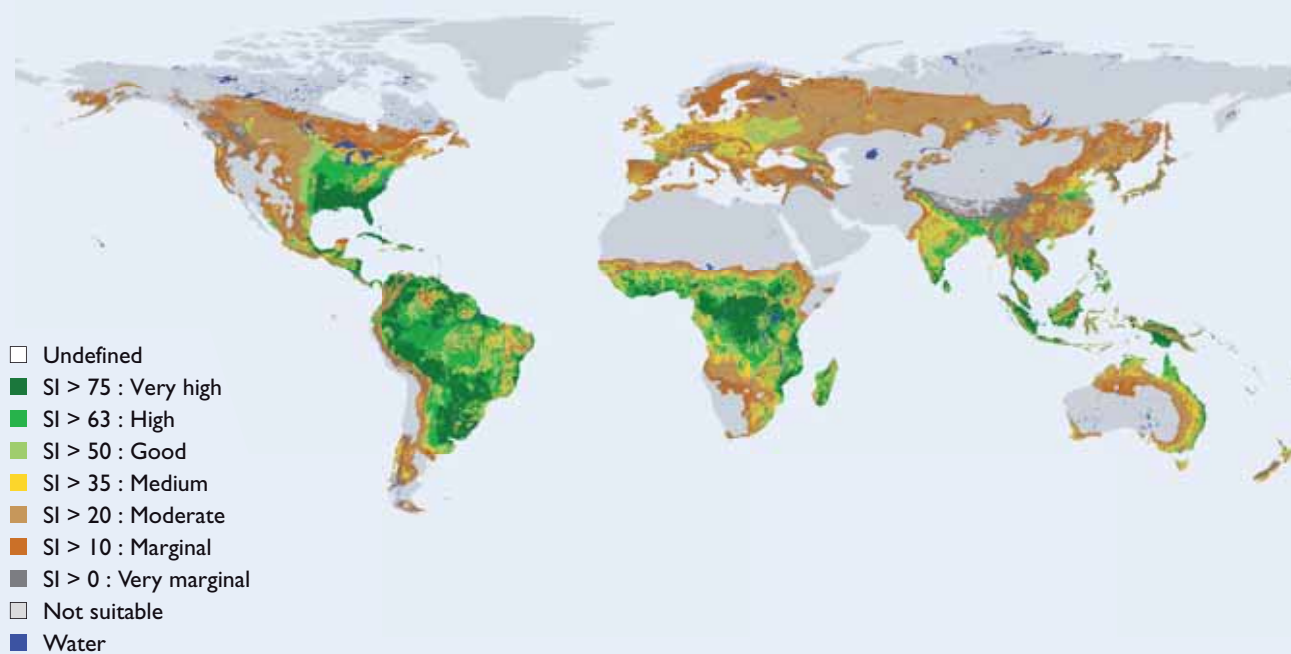 Undefined
SI > 75 : Very high
SI > 63 : High
SI > 50 : Good
SI > 35 : Medium
SI > 20 : Moderate
SI > 10 : Marginal
SI > 0 : Very marginal
Not suitable
Water